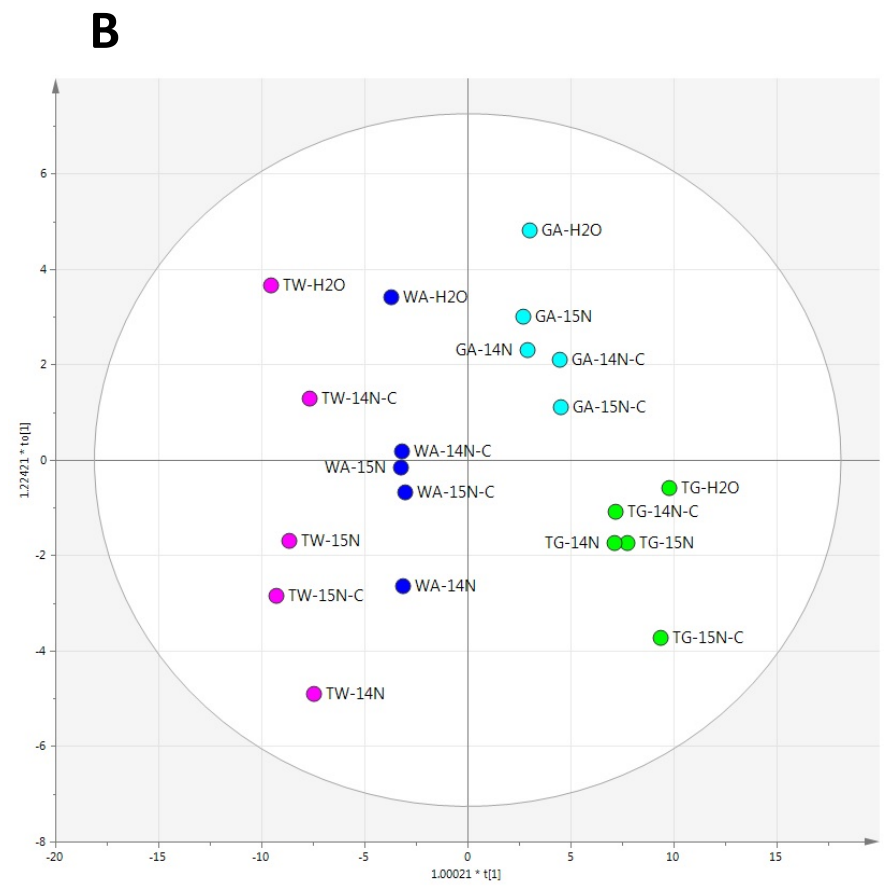 B
6
4
2
0
-2
-4
-6
-8
-20
-15
-10
-5
0
5
10
15
1.22421 * to[1]
1.00021 * t[1]
GA-H2O
TW-H2O
WA-H2O
GA-15N
GA-14N
GA-14N-C
TW-14N-C
GA-15N-C
WA-14N-C
WA-15N
WA-15N-C
TG-H2O
TG-14N-C
TW-15N
TG-14N
TG-15N
TW-15N-C
WA-14N
TG-15N-C
TW-14N